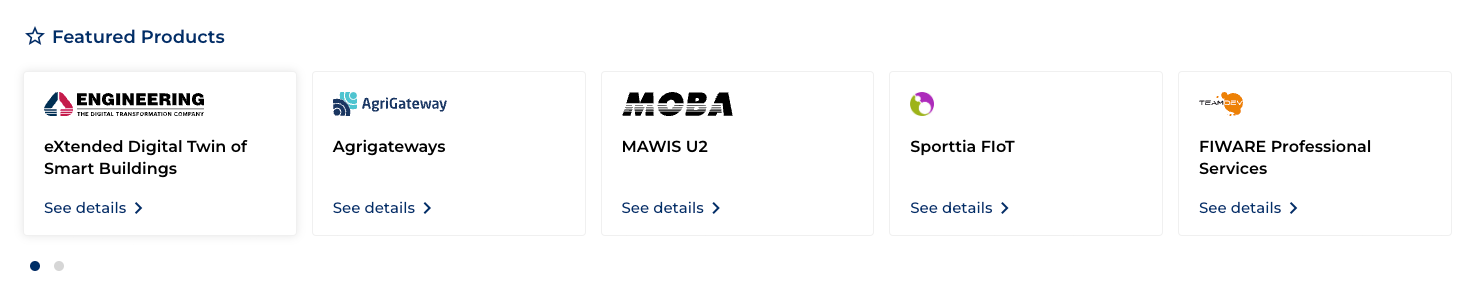 Featured Products
ENGINEERING
THE DIGITAL TRANSFORMATION COMPANY
eXtended Digital Twin of
Smart Buildings
See details
AgriGateway
Agrigateways
See details
MOBA
MAWIS U2
See details
Sporttia FIoT
See details
TEAMDEV
FIWARE Professional
Services
See details